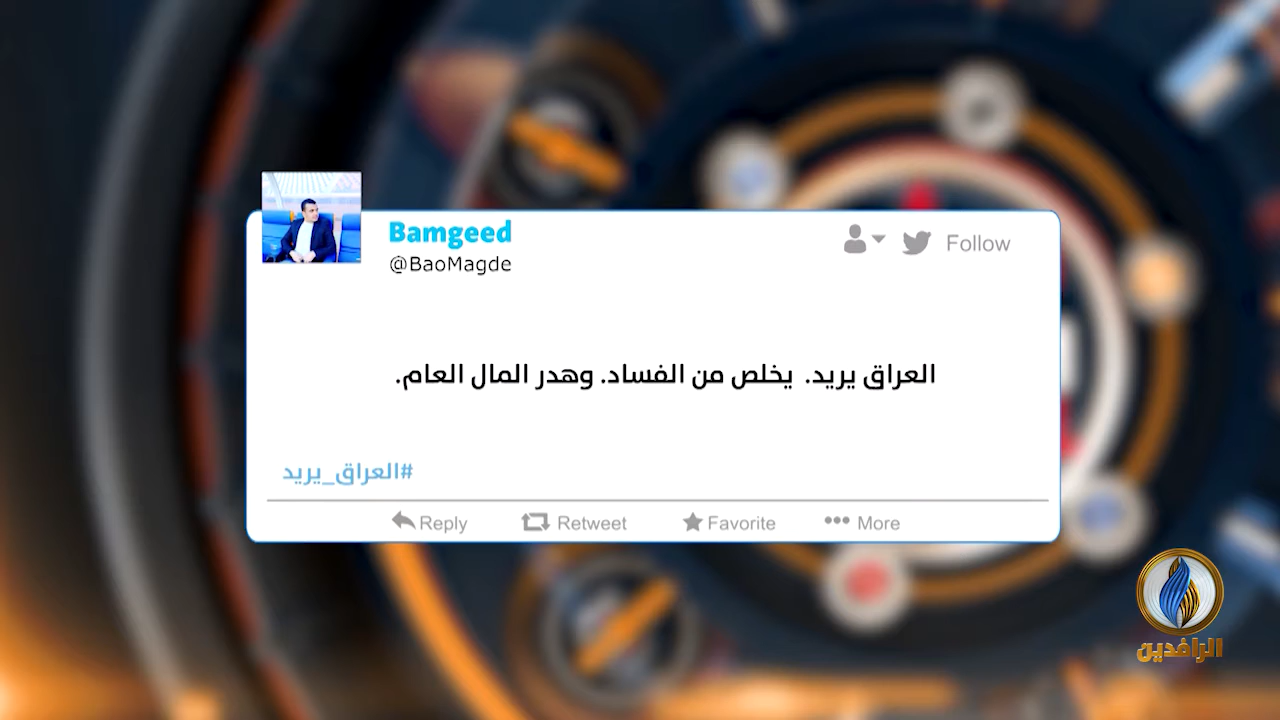 Bamgeed
@BaoMagde
Follow
العراق يريد. يخلص من الفساد. وهدر المال العام.
#العراق_يريد
Reply Retweet Favorite More
الرافدين